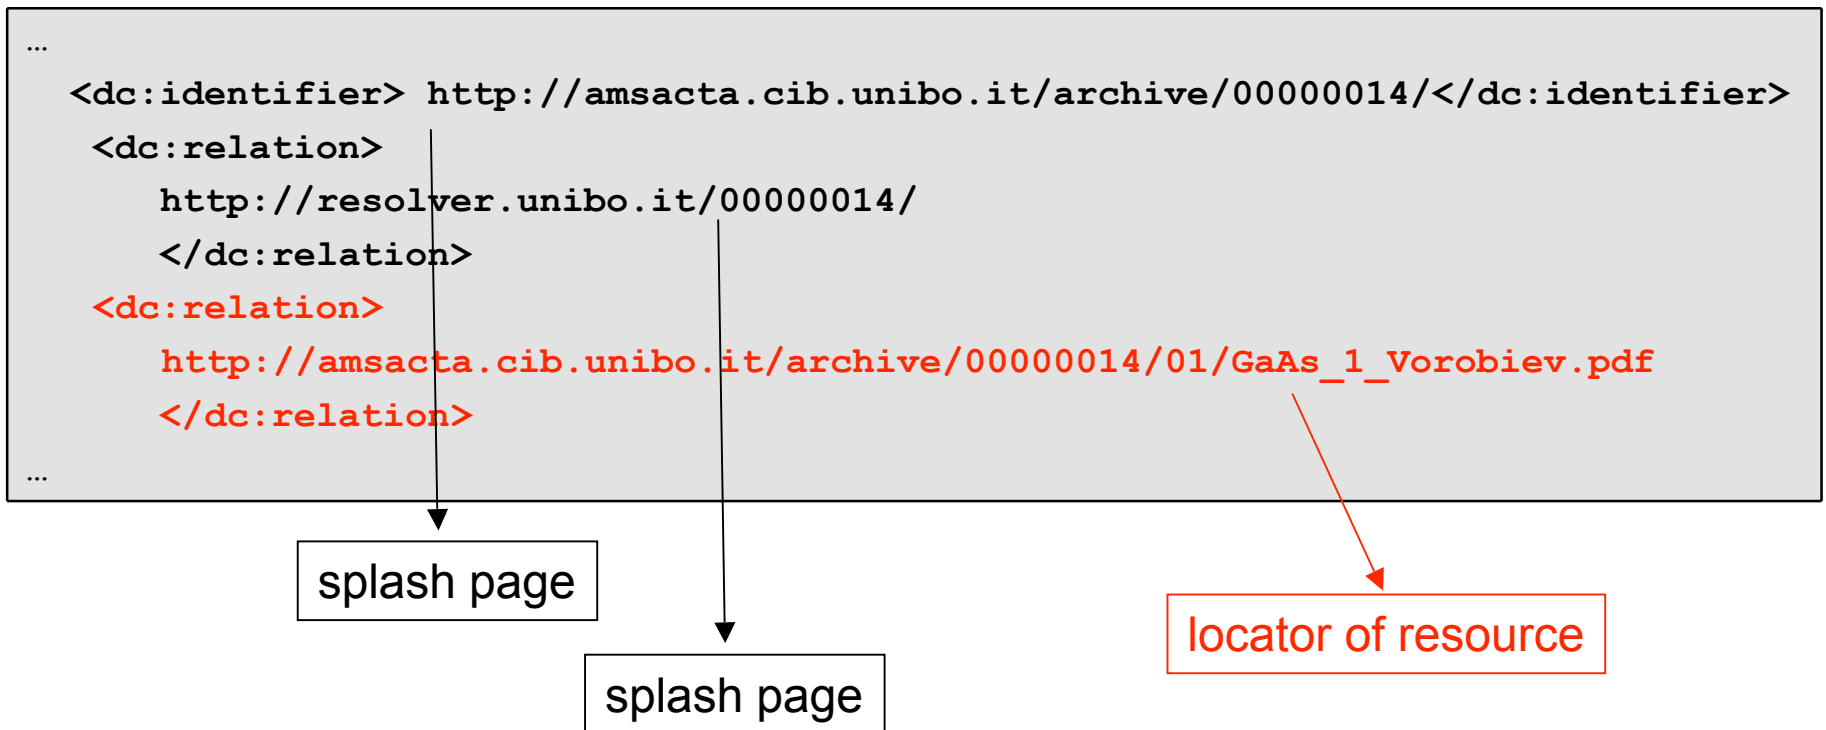 …
<dc:identifier> http://amsacta.cib.unibo.it/archive/00000014/</dc:identifier>
<dc:relation>
http://resolver.unibo.it/00000014/
</dc:relation>
<dc:relation>
http://amsacta.cib.unibo.it/archive/00000014/01/GaAs_1_Vorobiev.pdf
</dc:relation>
…
splash page
splash page
locator of resource